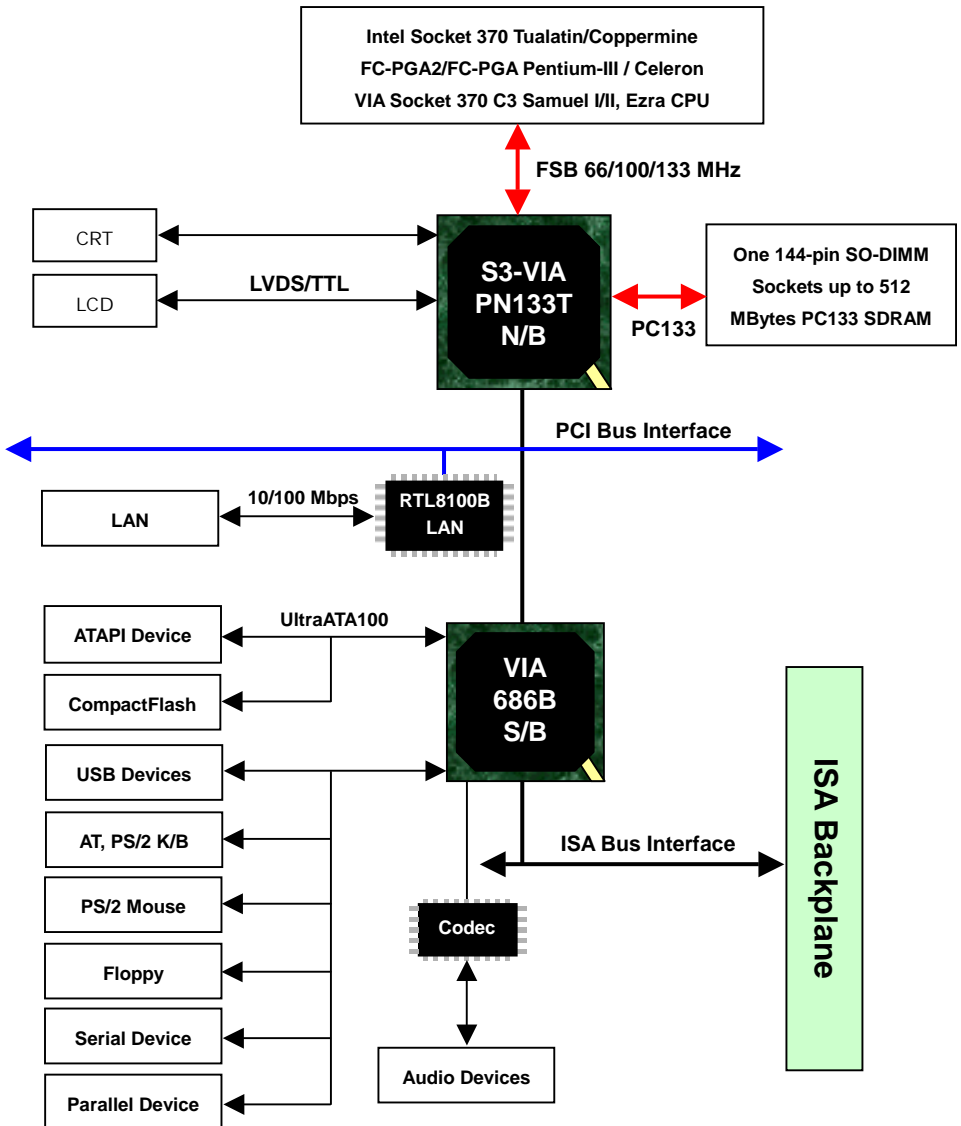 Intel Socket 370 Tualatin/Coppermine
FC-PGA2/FC-PGA Pentium-III / Celeron
VIA Socket 370 C3 Samuel I/II, Ezra CPU
FSB 66/100/133 MHz
CRT
LCD
LVDS/TTL
S3-VIA
PN133T
N/B
PC133
One 144-pin SO-DIMM
Sockets up to 512
MBytes PC133 SDRAM
PCI Bus Interface
LAN
10/100 Mbps
RTL8100B
LAN
ATAPI Device
UltraATA100
CompactFlash
VIA
686B
S/B
USB Devices
AT, PS/2 K/B
PS/2 Mouse
Floppy
Serial Device
Parallel Device
ISA Bus Interface
ISA Backplane
Codec
Audio Devices